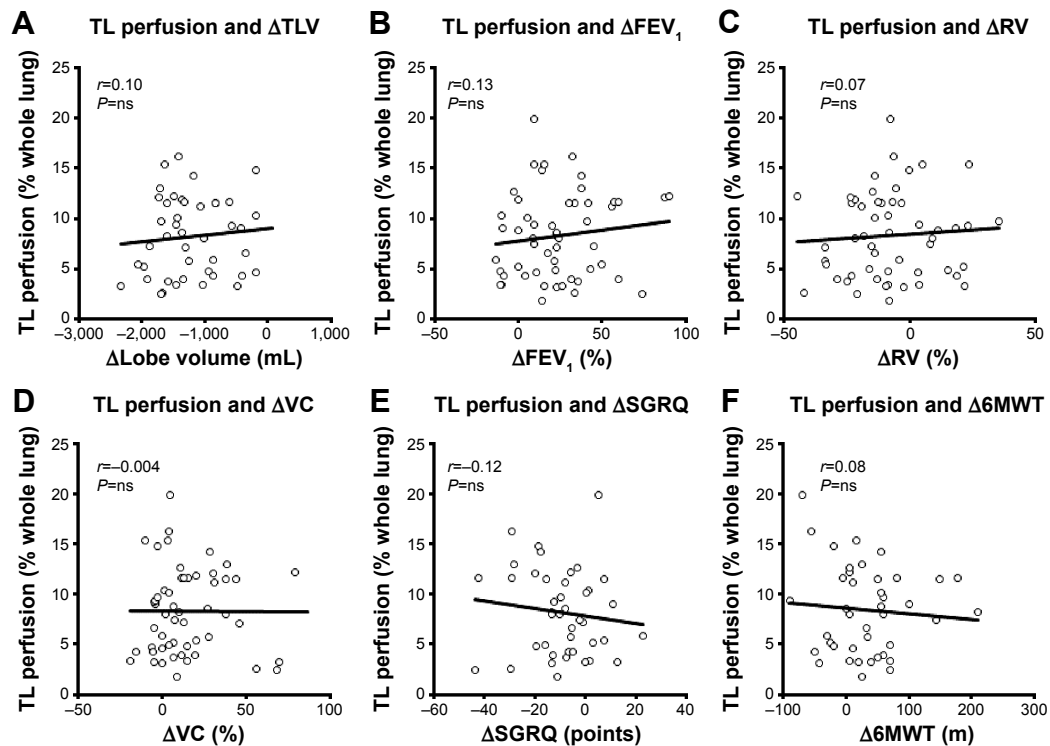 A TL perfusion and ΔTLV
TL perfusion (% whole lung)
25
20
15
10
5
0
r=0.10
P=ns
–3,000 –2,000 –1,000 0 1,000
ΔLobe volume (mL)
B TL perfusion and ΔFEV₁
TL perfusion (% whole lung)
25
20
15
10
5
0
r=0.13
P=ns
–50 0 50 100
ΔFEV₁ (%)
C TL perfusion and ΔRV
TL perfusion (% whole lung)
25
20
15
10
5
0
r=0.07
P=ns
–50 0 50
ΔRV (%)
D TL perfusion and ΔVC
TL perfusion (% whole lung)
25
20
15
10
5
0
r=–0.004
P=ns
–50 0 50 100
ΔVC (%)
E TL perfusion and ΔSGRQ
TL perfusion (% whole lung)
25
20
15
10
5
0
r=–0.12
P=ns
–60 –40 –20 0 20 40
ΔSGRQ (points)
F TL perfusion and Δ6MWT
TL perfusion (% whole lung)
25
20
15
10
5
0
r=0.08
P=ns
–100 0 100 200 300
Δ6MWT (m)